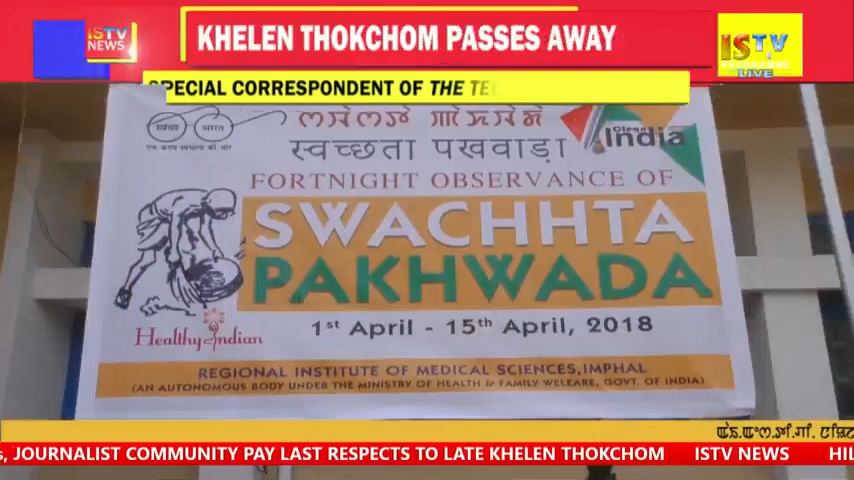 ISTV
NEWS
KHELEN THOKCHOM PASSES AWAY
ISTV
PROGRAMME
LIVE
SPECIAL CORRESPONDENT OF THE TE
स्वच्छ भारत
एक कदम स्वच्छता की ओर
Clean
India
स्वच्छता पखवाड़ा
FORTNIGHT OBSERVANCE OF
SWACHHTA
PAKHWADA
Healthy Indian
1st April - 15th April, 2018
REGIONAL INSTITUTE OF MEDICAL SCIENCES,IMPHAL
(AN AUTONOMOUS BODY UNDER THE MINISTRY OF HEALTH & FAMILY WELFARE, GOVT. OF INDIA)
s, JOURNALIST COMMUNITY PAY LAST RESPECTS TO LATE KHELEN THOKCHOM ISTV NEWS HIL